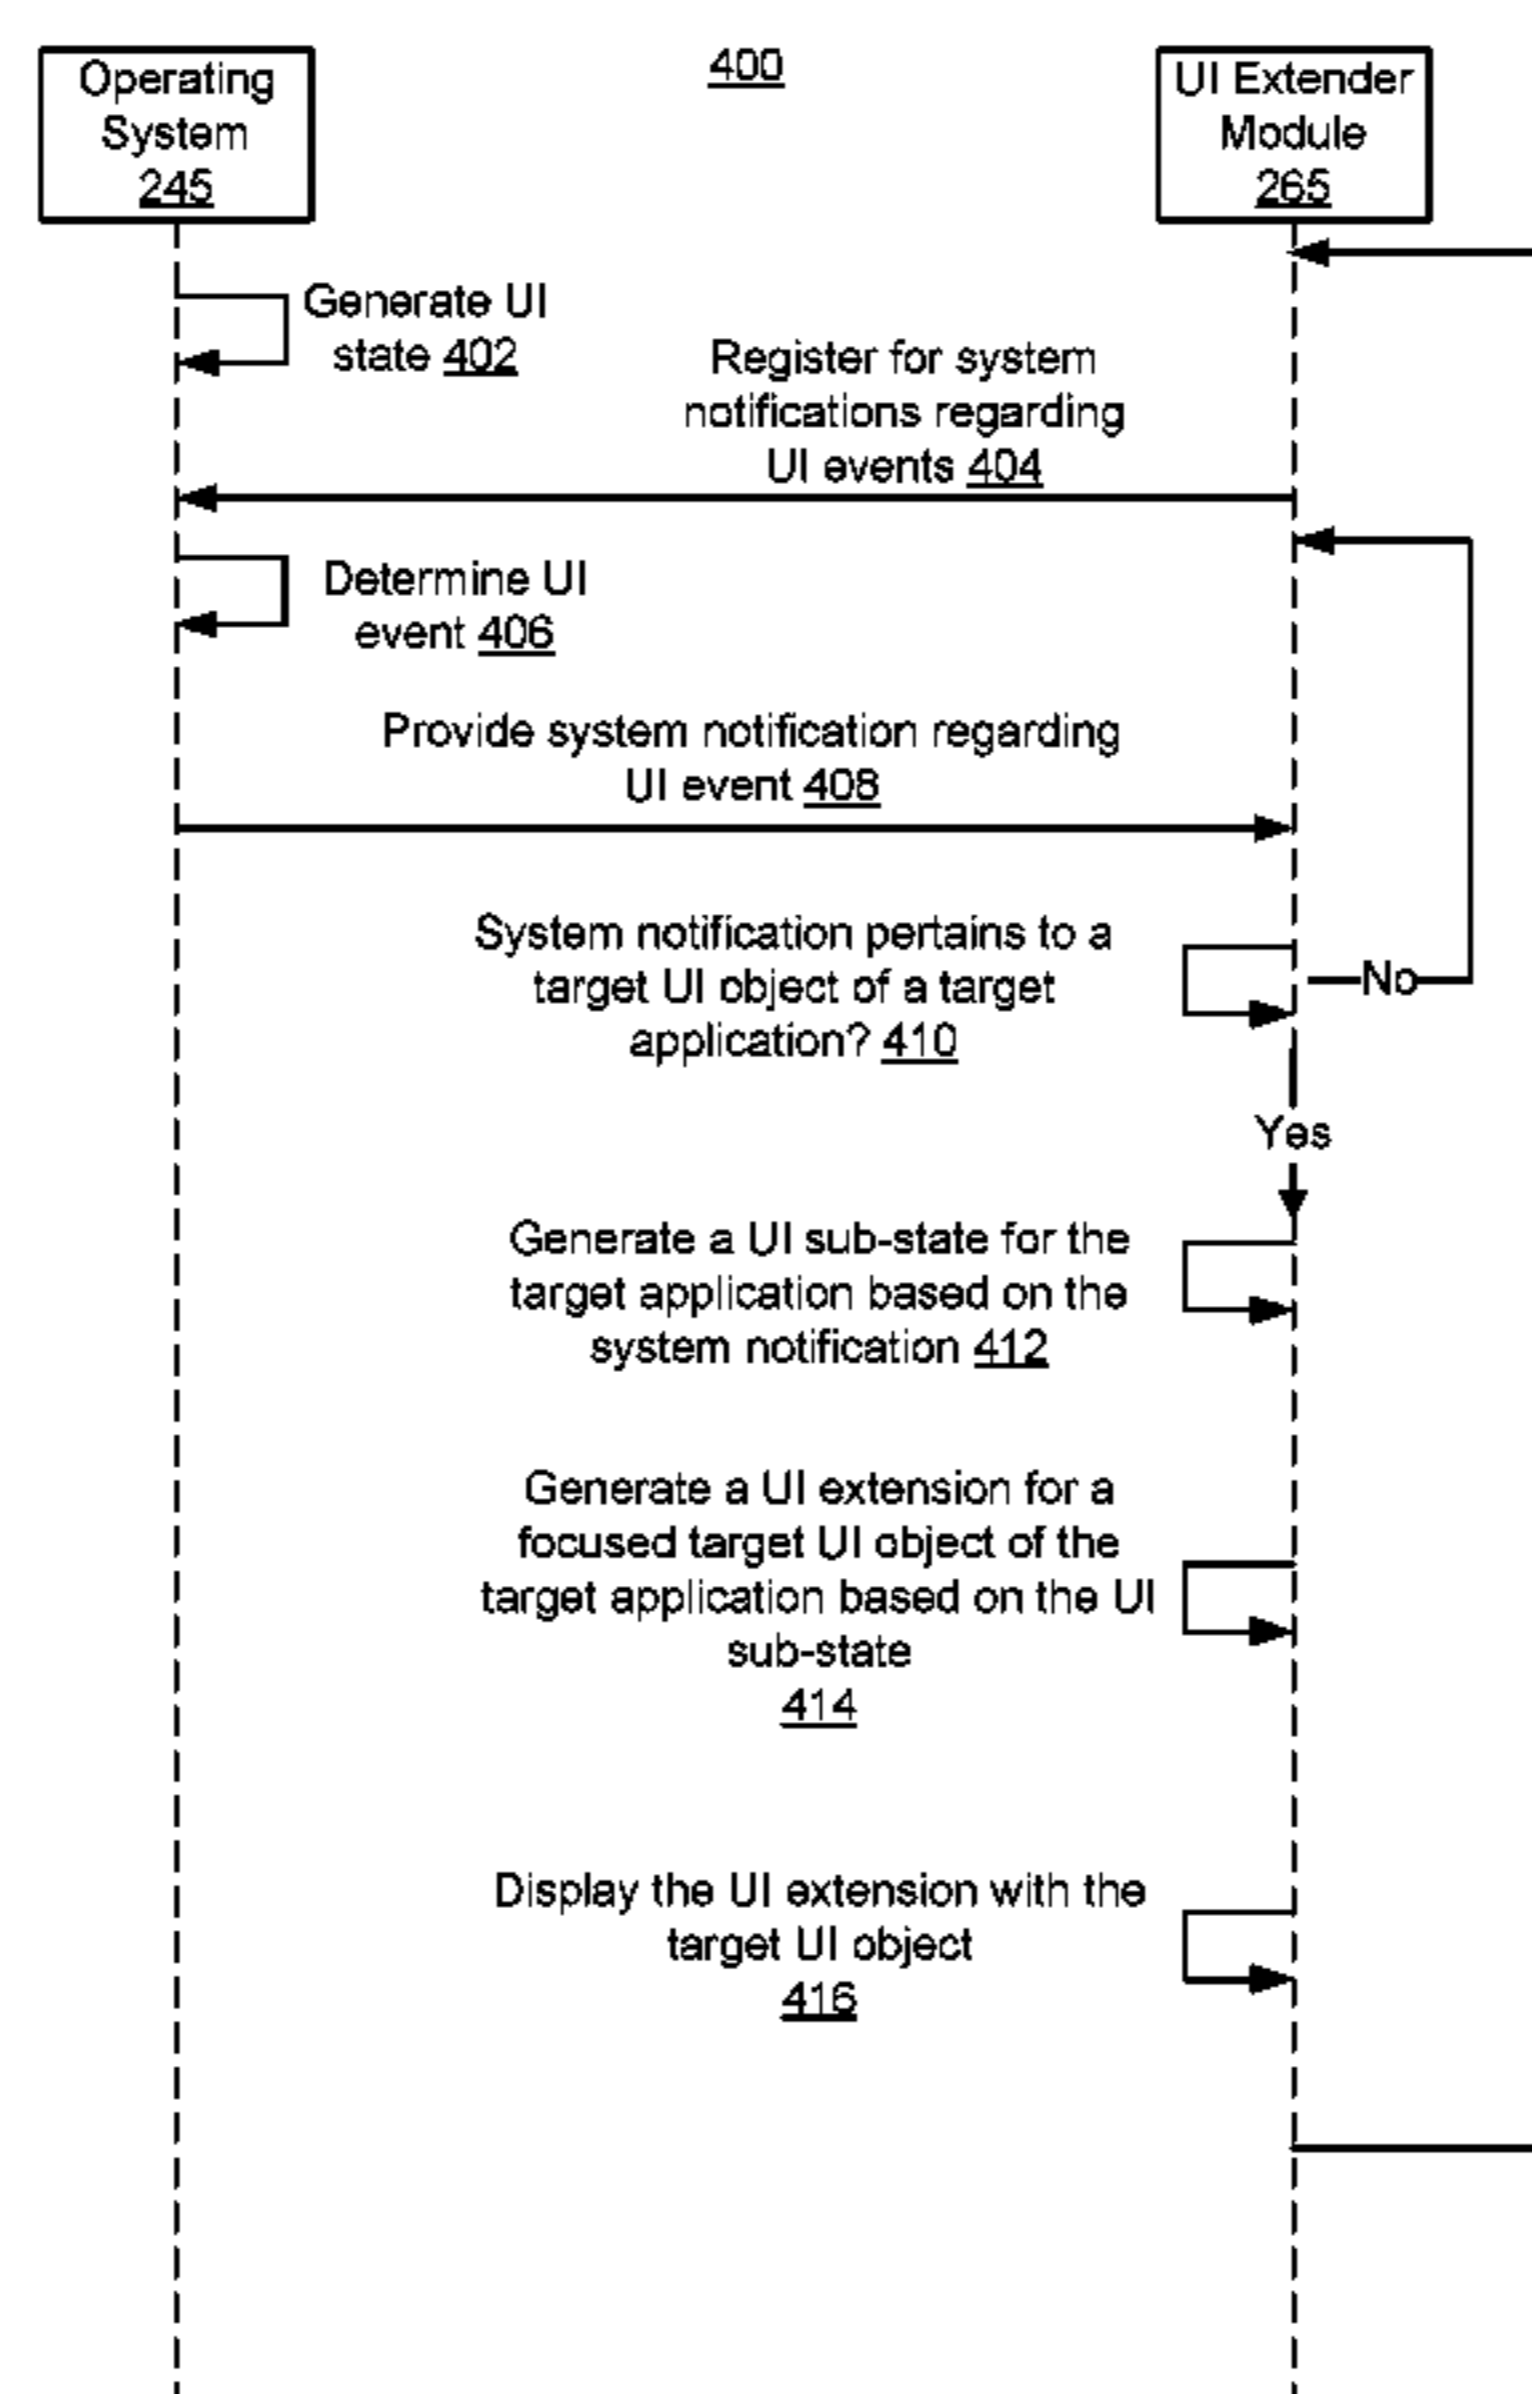 400
Operating
System
245
UI Extender
Module
265
Generate UI
state 402
Register for system
notifications regarding
UI events 404
Determine UI
event 406
Provide system notification regarding
UI event 408
System notification pertains to a
target UI object of a target
application? 410
No
Yes
Generate a UI sub-state for the
target application based on the
system notification 412
Generate a UI extension for a
focused target UI object of the
target application based on the UI
sub-state
414
Display the UI extension with the
target UI object
416